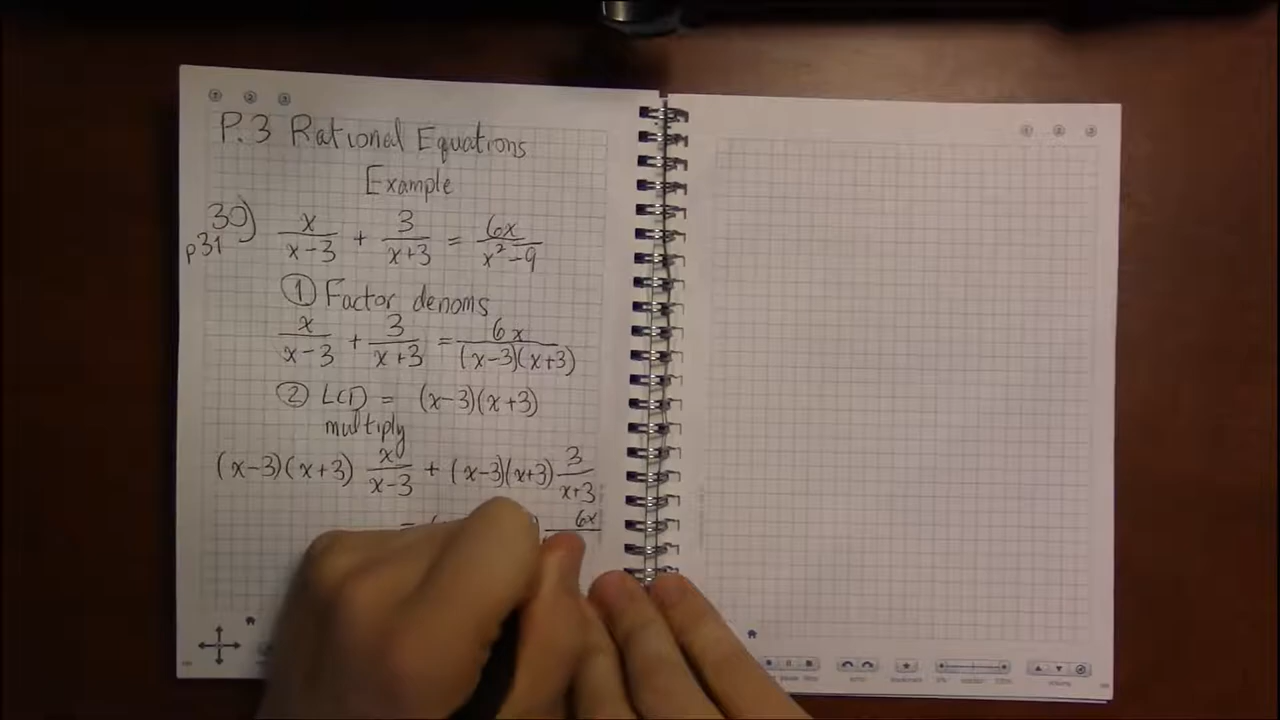 P.3 Rational Equations
Example
30) x/(x-3) + 3/(x+3) = 6x/(x²-9)
p31
① Factor denoms
x/(x-3) + 3/(x+3) = 6x/((x-3)(x+3))
② LCD = (x-3)(x+3)
multiply
(x-3)(x+3) x/(x-3) + (x-3)(x+3) 3/(x+3)
= ( ) 6x